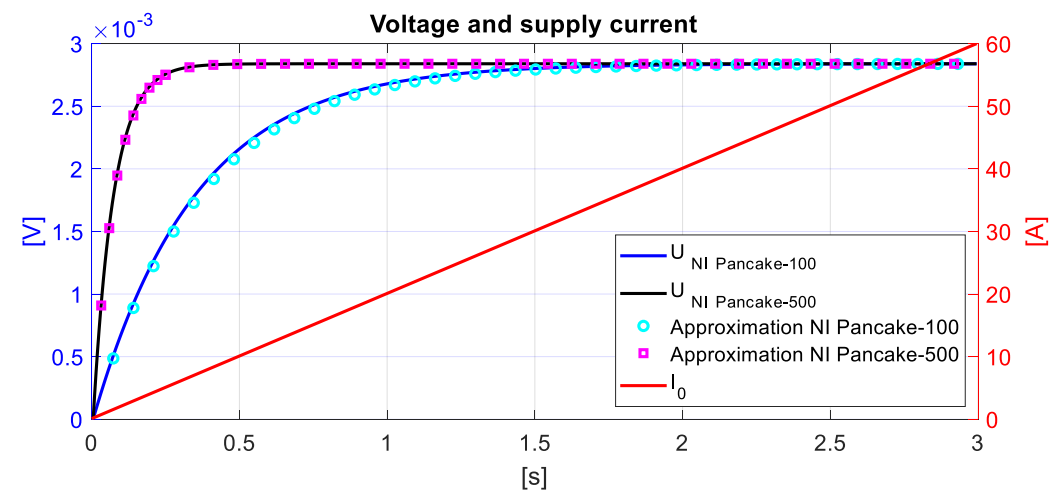 Voltage and supply current
×10⁻³
3
2.5
2
1.5
1
0.5
0
[V]
60
50
40
30
20
10
0
[A]
U NI Pancake-100
U NI Pancake-500
Approximation NI Pancake-100
Approximation NI Pancake-500
I₀
0 0.5 1 1.5 2 2.5 3
[s]